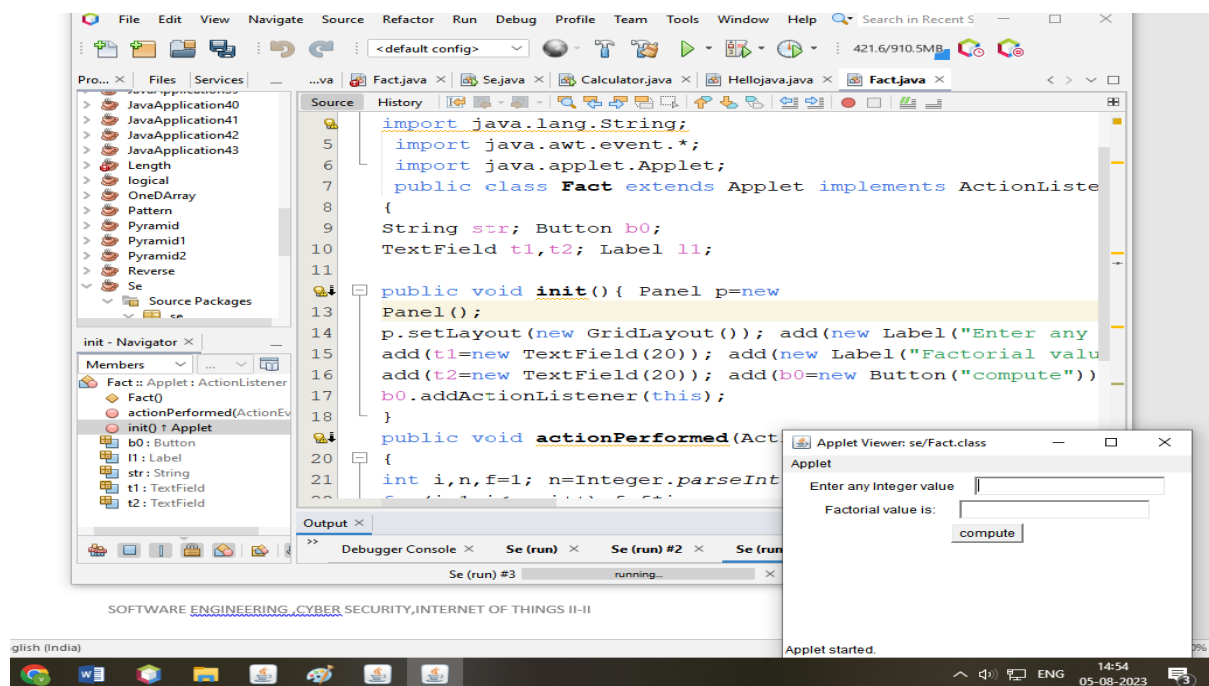 File Edit View Navigate Source Refactor Run Debug Profile Team Tools Window Help Search in Recent S
<default config> 421.6/910.5MB
Pro... Files Services
...va Fact.java Se.java Calculator.java Hellojava.java Fact.java
JavaApplication40
JavaApplication41
JavaApplication42
JavaApplication43
Length
logical
OneDArray
Pattern
Pyramid
Pyramid1
Pyramid2
Reverse
Se
Source Packages
se
init - Navigator
Members ...
Fact :: Applet : ActionListener
Fact()
actionPerformed(ActionEv
init() ↑ Applet
b0 : Button
l1 : Label
str : String
t1 : TextField
t2 : TextField
Source History
import java.lang.String;
5 import java.awt.event.*;
6 import java.applet.Applet;
7 public class Fact extends Applet implements ActionListe
8 {
9 String str; Button b0;
10 TextField t1,t2; Label l1;
11
public void init(){ Panel p=new
13 Panel();
14 p.setLayout(new GridLayout()); add(new Label("Enter any
15 add(t1=new TextField(20)); add(new Label("Factorial valu
16 add(t2=new TextField(20)); add(b0=new Button("compute"))
17 b0.addActionListener(this);
18 }
public void actionPerformed(Act
20 {
21 int i,n,f=1; n=Integer.parseInt
Output
Debugger Console Se (run) Se (run) #2 Se (run
Se (run) #3 running...
Applet Viewer: se/Fact.class
Applet
Enter any Integer value
Factorial value is:
compute
Applet started.
SOFTWARE ENGINEERING ,CYBER SECURITY,INTERNET OF THINGS II-II
glish (India)
ENG
14:54
05-08-2023
3